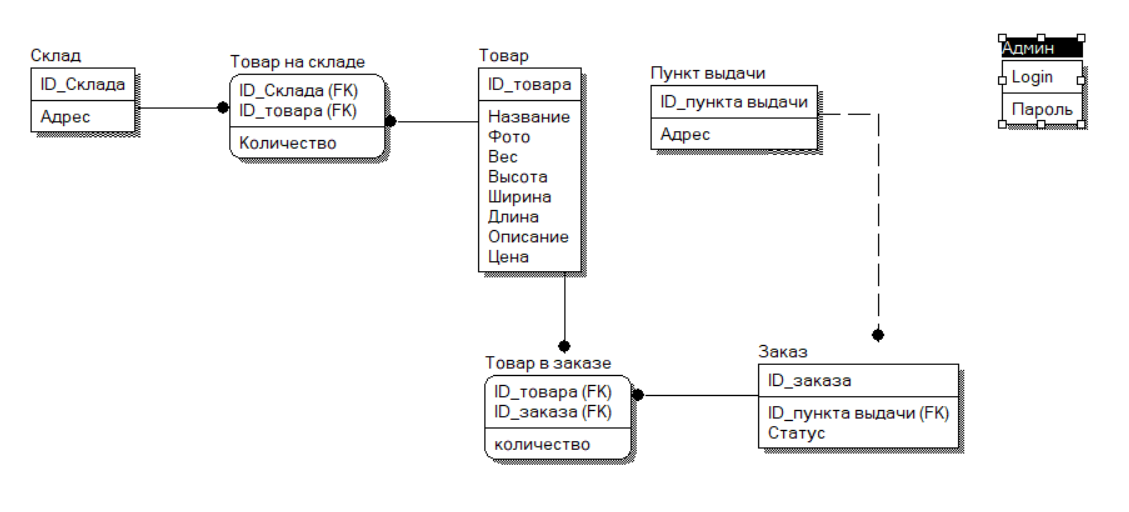 Склад
ID_Склада
Адрес
Товар на складе
ID_Склада (FK)
ID_товара (FK)
Количество
Товар
ID_товара
Название
Фото
Вес
Высота
Ширина
Длина
Описание
Цена
Пункт выдачи
ID_пункта выдачи
Адрес
Админ
Login
Пароль
Товар в заказе
ID_товара (FK)
ID_заказа (FK)
количество
Заказ
ID_заказа
ID_пункта выдачи (FK)
Статус